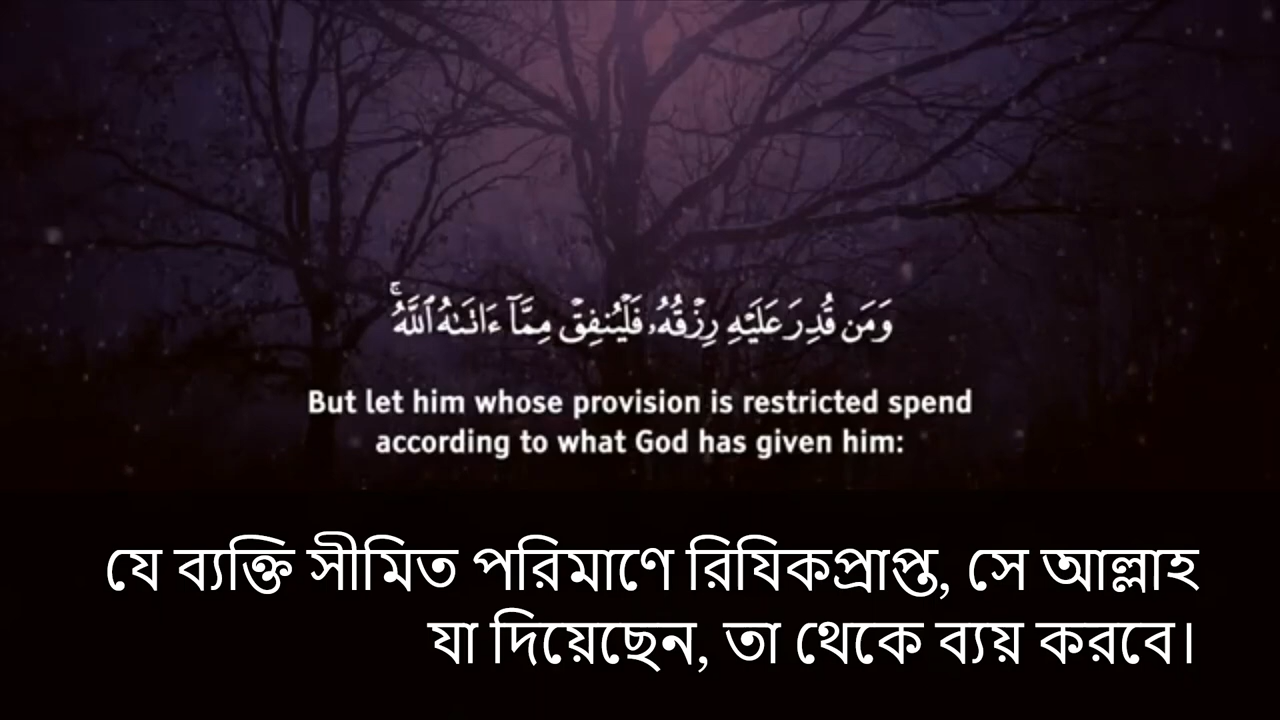 وَمَن قُدِرَ عَلَيْهِ رِزْقُهُۥ فَلْيُنفِقْ مِمَّآ ءَاتَىٰهُ ٱللَّهُ ۚ
But let him whose provision is restricted spend
according to what God has given him:
যে ব্যক্তি সীমিত পরিমাণে রিযিকপ্রাপ্ত, সে আল্লাহ
যা দিয়েছেন, তা থেকে ব্যয় করবে।